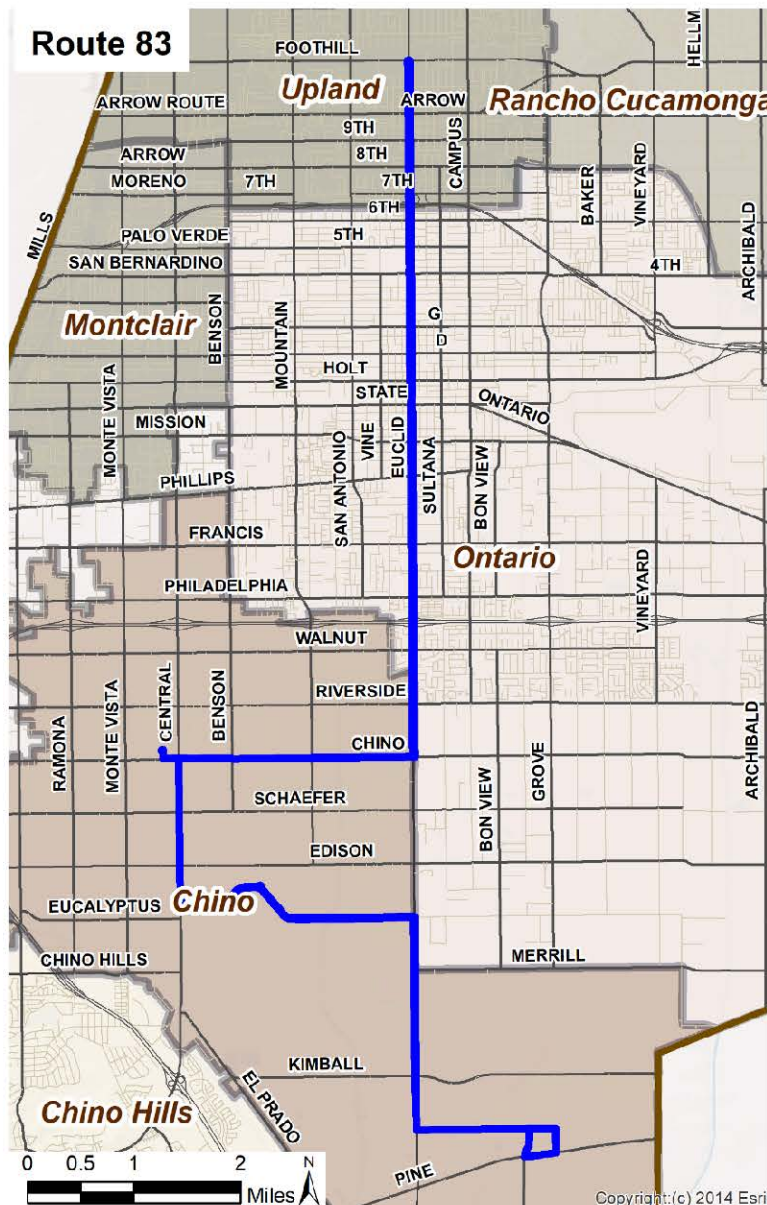 Route 83
HELLM
FOOTHILL
Upland
ARROW ROUTE
ARROW
Rancho Cucamonga
9TH
ARROW
8TH
CAMPUS
MORENO
7TH
7TH
BAKER
VINEYARD
6TH
MILLS
PALO VERDE
5TH
SAN BERNARDINO
4TH
ARCHIBALD
Montclair
BENSON
MOUNTAIN
G
D
HOLT
MONTE VISTA
STATE
ONTARIO
MISSION
VINE
EUCLID
SAN ANTONIO
SULTANA
BON VIEW
PHILLIPS
FRANCIS
Ontario
PHILADELPHIA
VINEYARD
WALNUT
RIVERSIDE
CENTRAL
BENSON
RAMONA
MONTE VISTA
CHINO
ARCHIBALD
GROVE
BON VIEW
SCHAEFER
EDISON
EUCALYPTUS
Chino
CHINO HILLS
MERRILL
KIMBALL
EL PRADO
Chino Hills
PINE
0 0.5 1 2
Miles
N
Copyright:(c) 2014 Esri